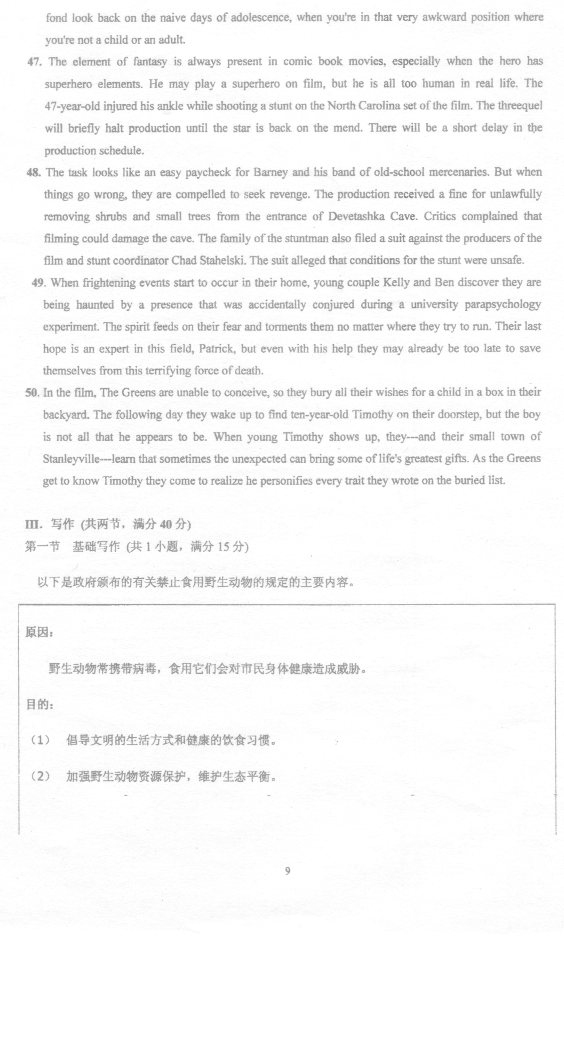 fond look back on the naive days of adolescence, when you're in that very awkward position where
you're not a child or an adult.
47. The element of fantasy is always present in comic book movies, especially when the hero has
superhero elements. He may play a superhero on film, but he is all too human in real life. The
47-year-old injured his ankle while shooting a stunt on the North Carolina set of the film. The threequel
will briefly halt production until the star is back on the mend. There will be a short delay in the
production schedule.
48. The task looks like an easy paycheck for Barney and his band of old-school mercenaries. But when
things go wrong, they are compelled to seek revenge. The production received a fine for unlawfully
removing shrubs and small trees from the entrance of Devetashka Cave. Critics complained that
filming could damage the cave. The family of the stuntman also filed a suit against the producers of the
film and stunt coordinator Chad Stahelski. The suit alleged that conditions for the stunt were unsafe.
49. When frightening events start to occur in their home, young couple Kelly and Ben discover they are
being haunted by a presence that was accidentally conjured during a university parapsychology
experiment. The spirit feeds on their fear and torments them no matter where they try to run. Their last
hope is an expert in this field, Patrick, but even with his help they may already be too late to save
themselves from this terrifying force of death.
50. In the film, The Greens are unable to conceive, so they bury all their wishes for a child in a box in their
backyard. The following day they wake up to find ten-year-old Timothy on their doorstep, but the boy
is not all that he appears to be. When young Timothy shows up, they---and their small town of
Stanleyville---learn that sometimes the unexpected can bring some of life's greatest gifts. As the Greens
get to know Timothy they come to realize he personifies every trait they wrote on the buried list.
III. 写作 (共两节，满分 40 分)
第一节 基础写作 (共 1 小题，满分 15 分)
以下是政府颁布的有关禁止食用野生动物的规定的主要内容。
原因：
野生动物常携带病毒，食用它们会对市民身体健康造成威胁。
目的：
（1） 倡导文明的生活方式和健康的饮食习惯。
（2） 加强野生动物资源保护，维护生态平衡。
9